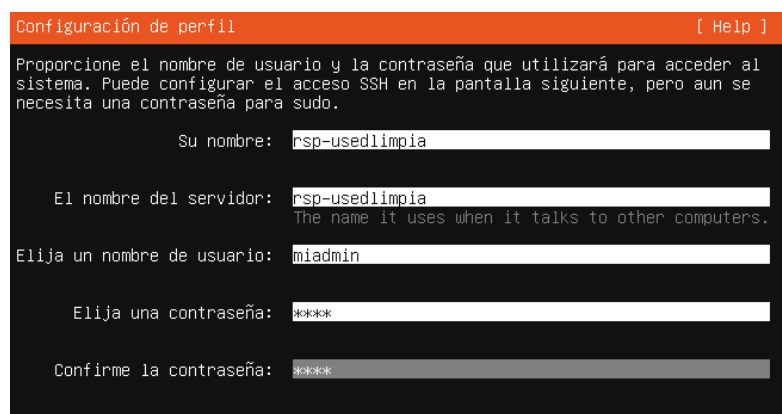 Configuración de perfil [ Help ]
Proporcione el nombre de usuario y la contraseña que utilizará para acceder al
sistema. Puede configurar el acceso SSH en la pantalla siguiente, pero aun se
necesita una contraseña para sudo.
Su nombre: rsp-usedlimpia
El nombre del servidor: rsp-usedlimpia
The name it uses when it talks to other computers.
Elija un nombre de usuario: miadmin
Elija una contraseña: ****
Confirme la contraseña: ****